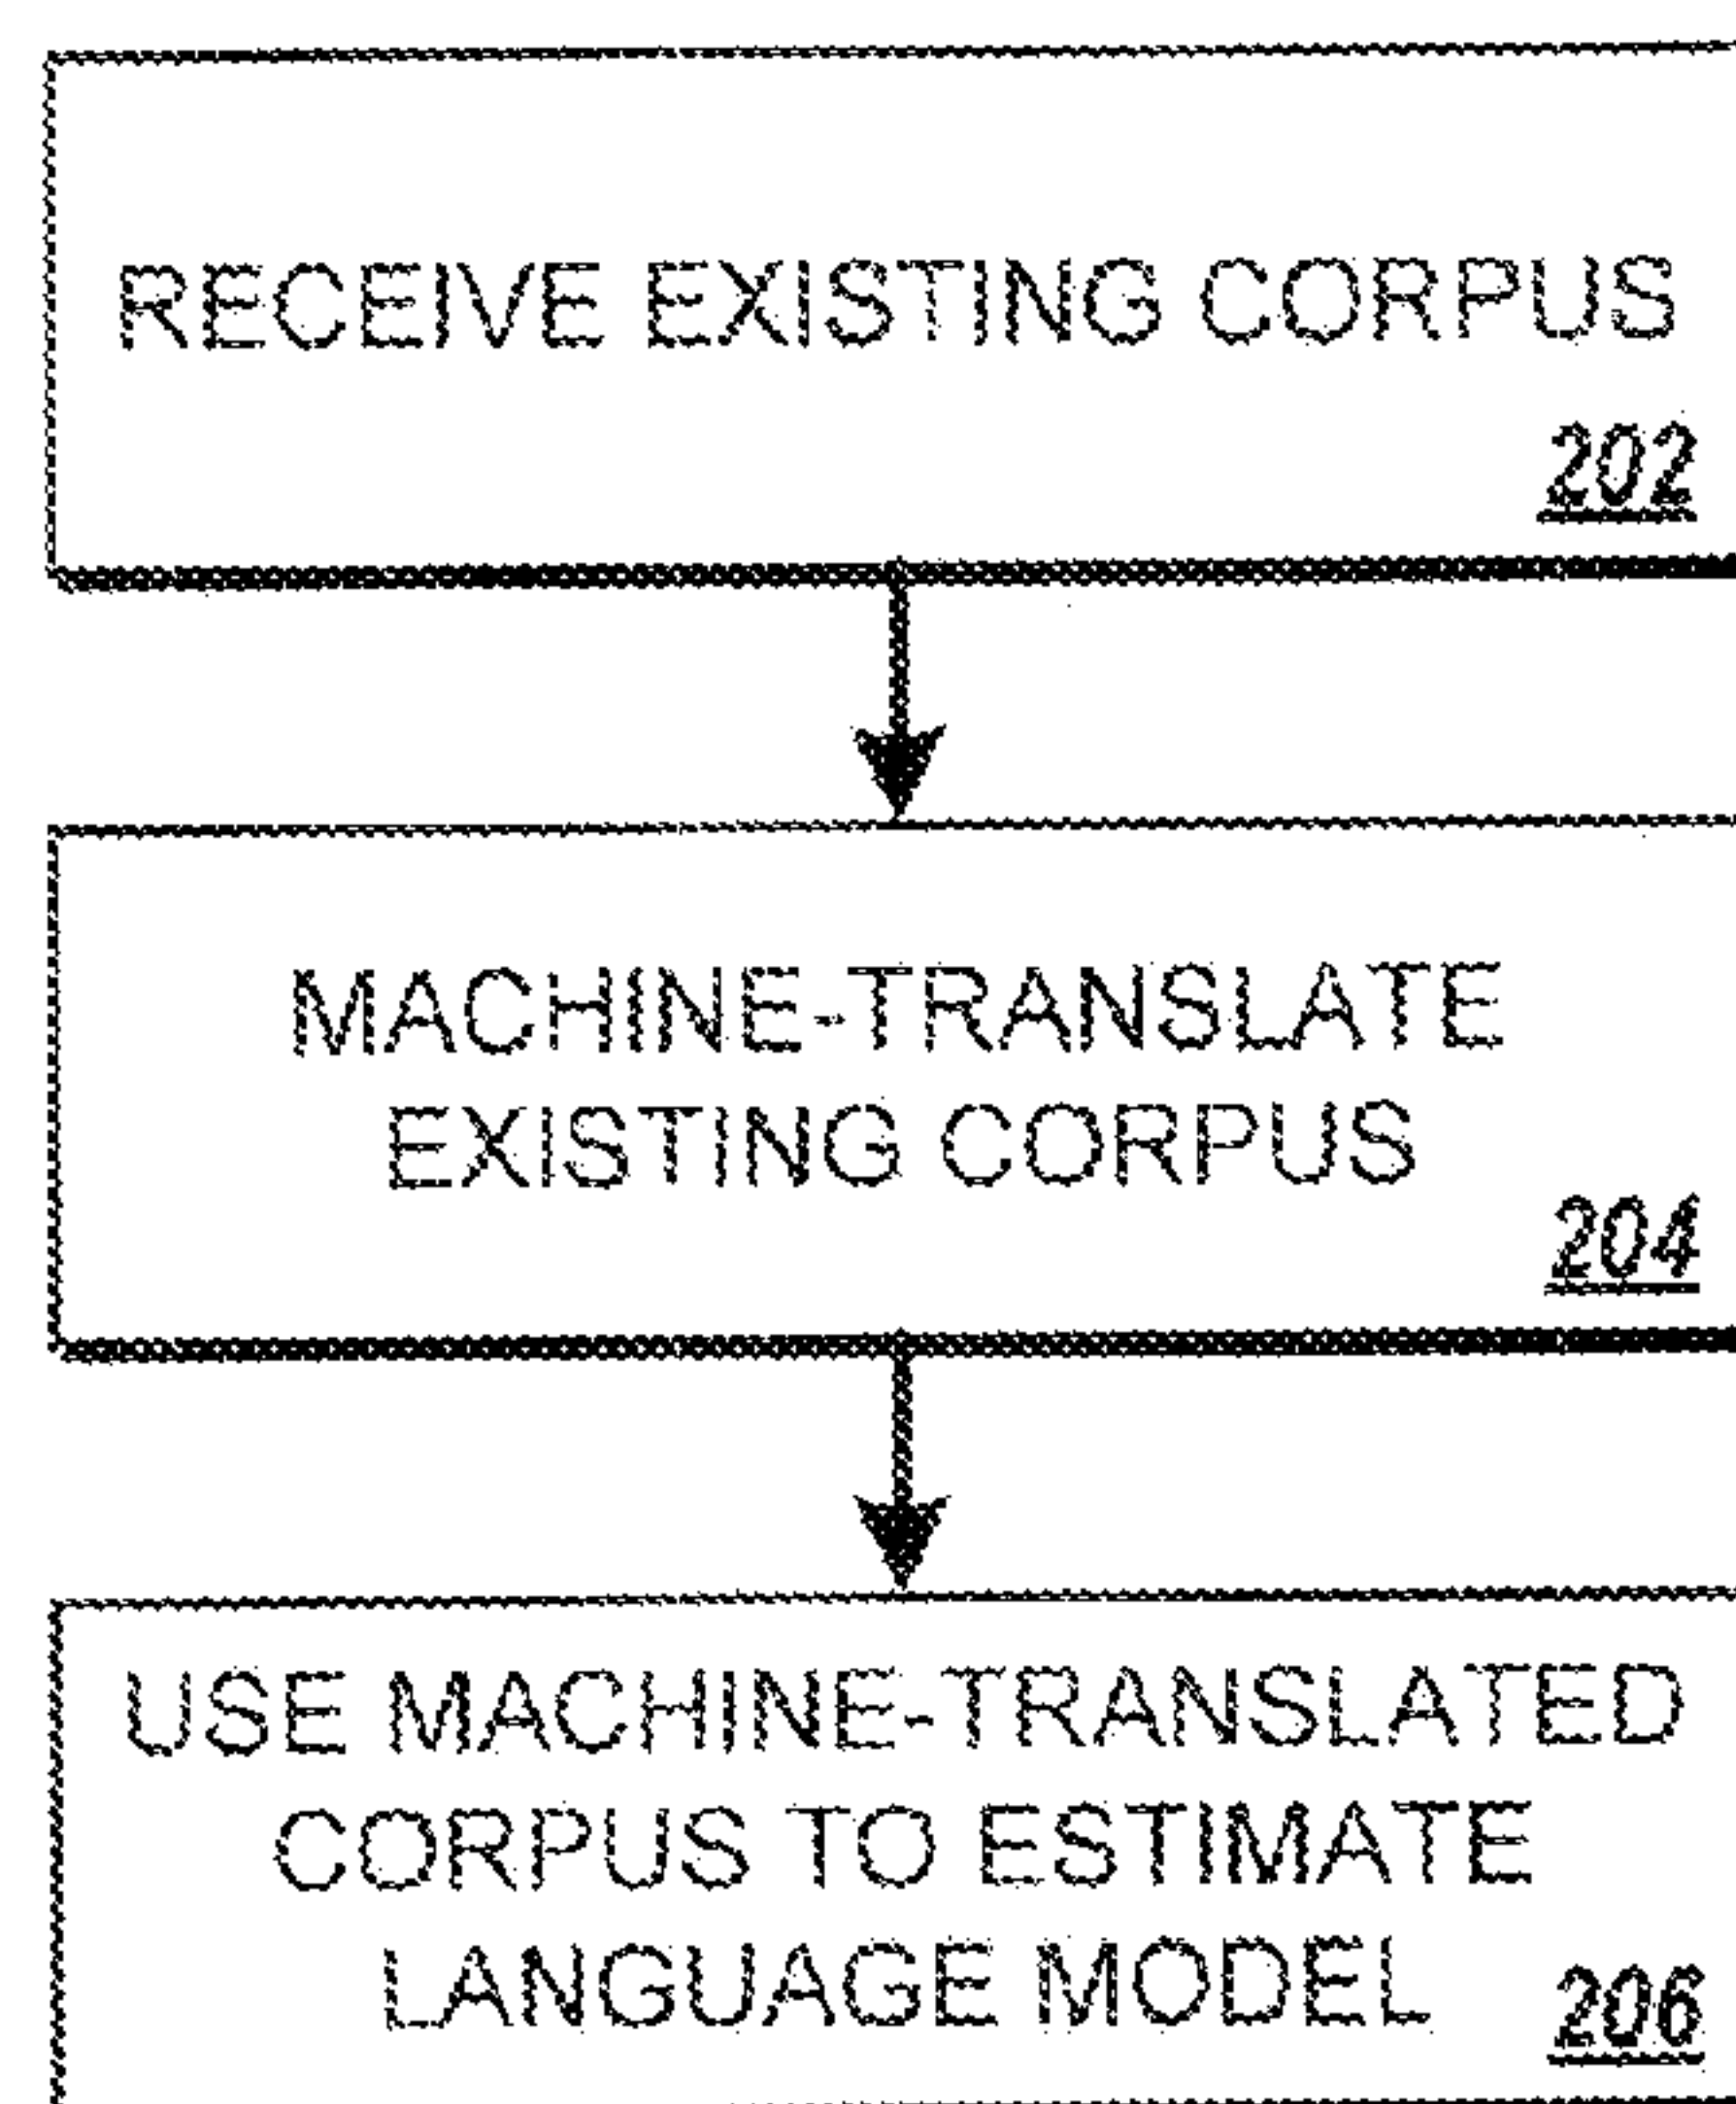 RECEIVE EXISTING CORPUS
202
MACHINE-TRANSLATE
EXISTING CORPUS
204
USE MACHINE-TRANSLATED
CORPUS TO ESTIMATE
LANGUAGE MODEL
206